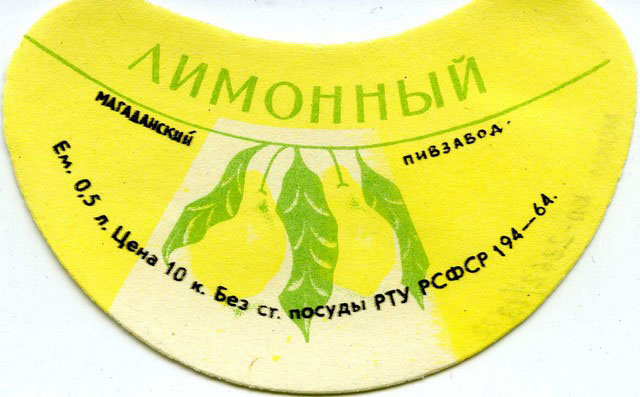 ЛИМОННЫЙ
МАГАДАНСКИЙ ПИВЗАВОД.
Ем. 0,5 л. Цена 10 к. Без ст. посуды РТУ РСФСР 194—64.